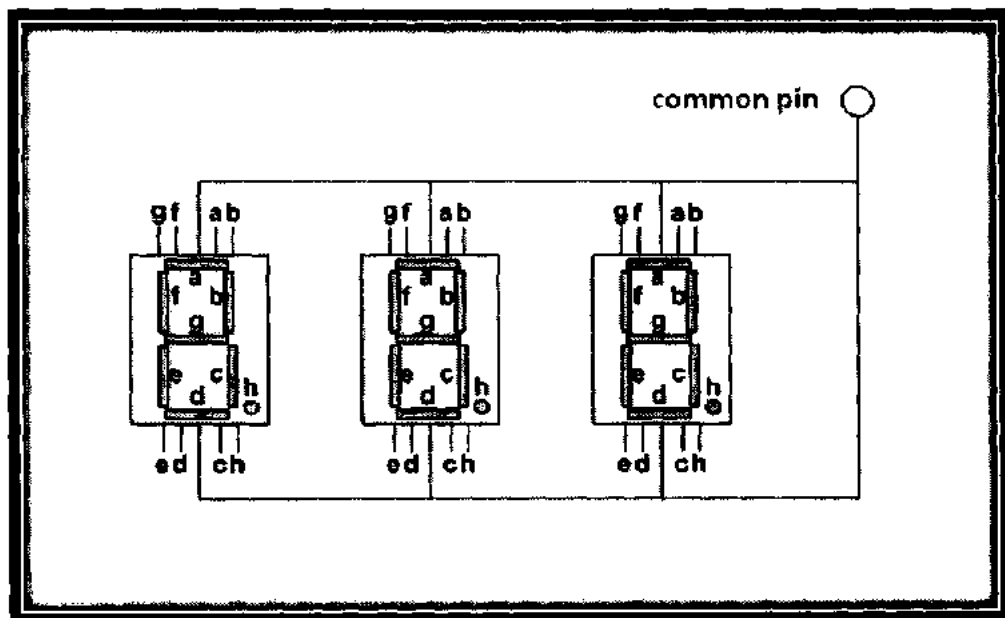 common pin
gf ab gf ab gf ab
a a a
f b f b f b
g g g
e c e c e c
d h d h d h
ed ch ed ch ed ch